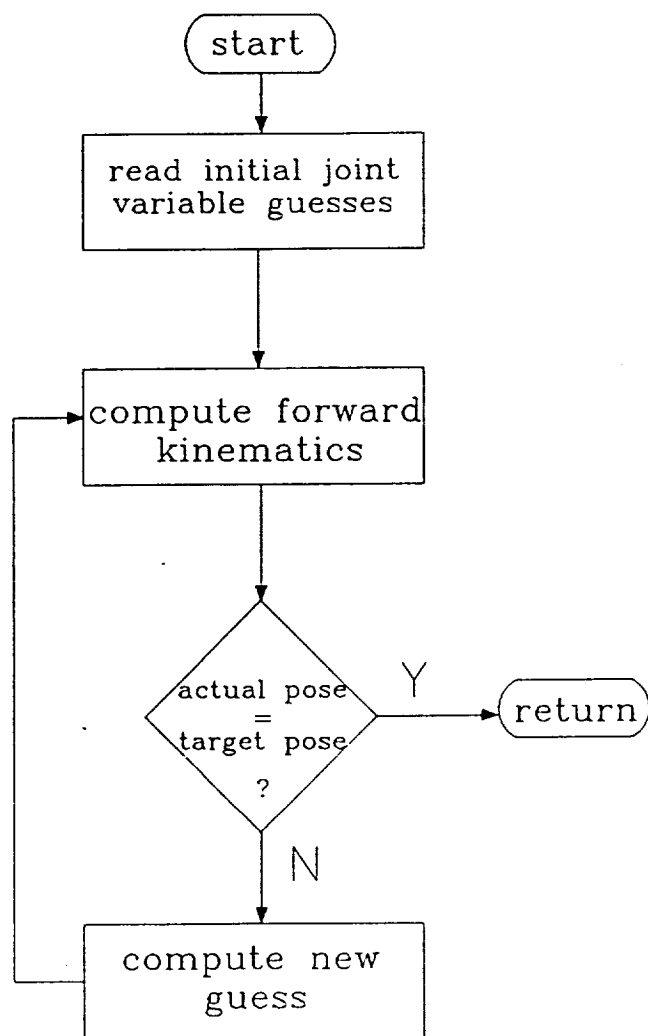 start
read initial joint
variable guesses
compute forward
kinematics
actual pose
=
target pose
?
Y
return
N
compute new
guess